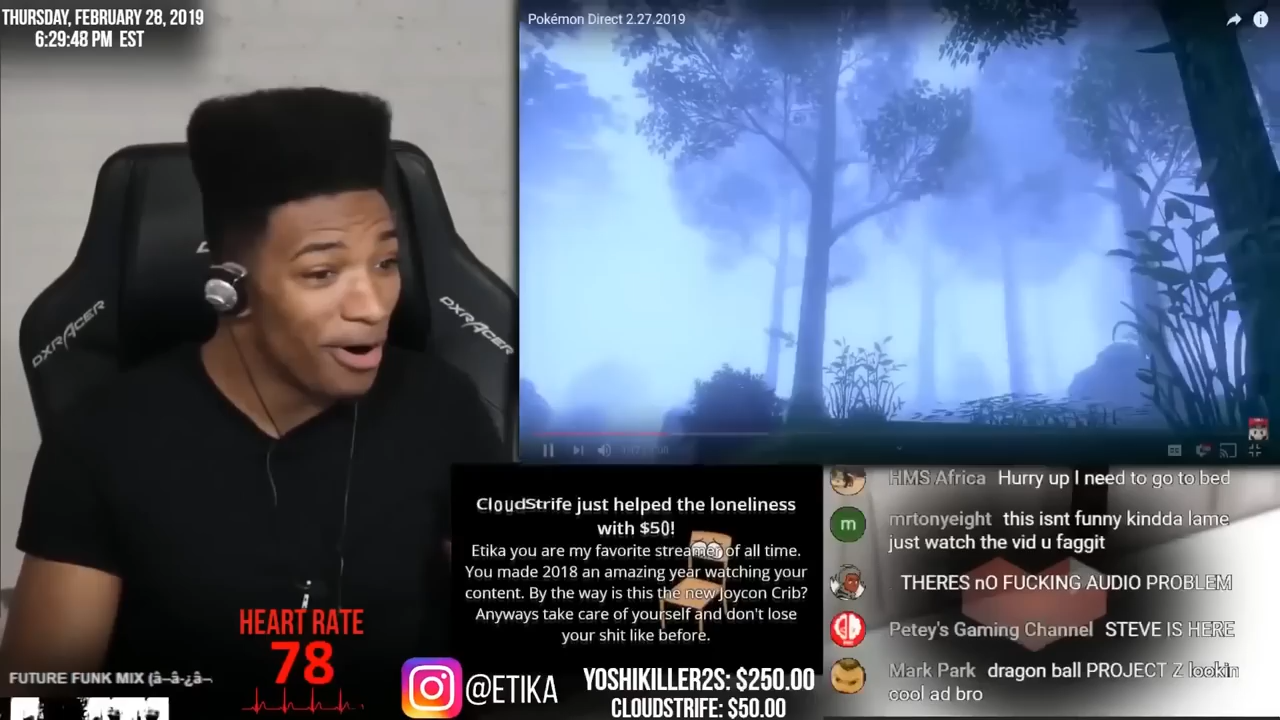 THURSDAY, FEBRUARY 28, 2019
6:29:48 PM EST
Pokémon Direct 2.27.2019
DXRACER
DXRACER
HMS Africa Hurry up I need to go to bed
mrtonyeight this isnt funny kindda lame
just watch the vid u faggit
THERES nO FUCKING AUDIO PROBLEM
Petey's Gaming Channel STEVE IS HERE
Mark Park dragon ball PROJECT Z lookin
cool ad bro
CloudStrife just helped the loneliness
with $50!
Etika you are my favorite streamer of all time.
You made 2018 an amazing year watching your
content. By the way is this the new Joycon Crib?
Anyways take care of yourself and don't lose
your shit like before.
HEART RATE
78
FUTURE FUNK MIX
@ETIKA
YOSHIKILLER2S: $250.00
CLOUDSTRIFE: $50.00